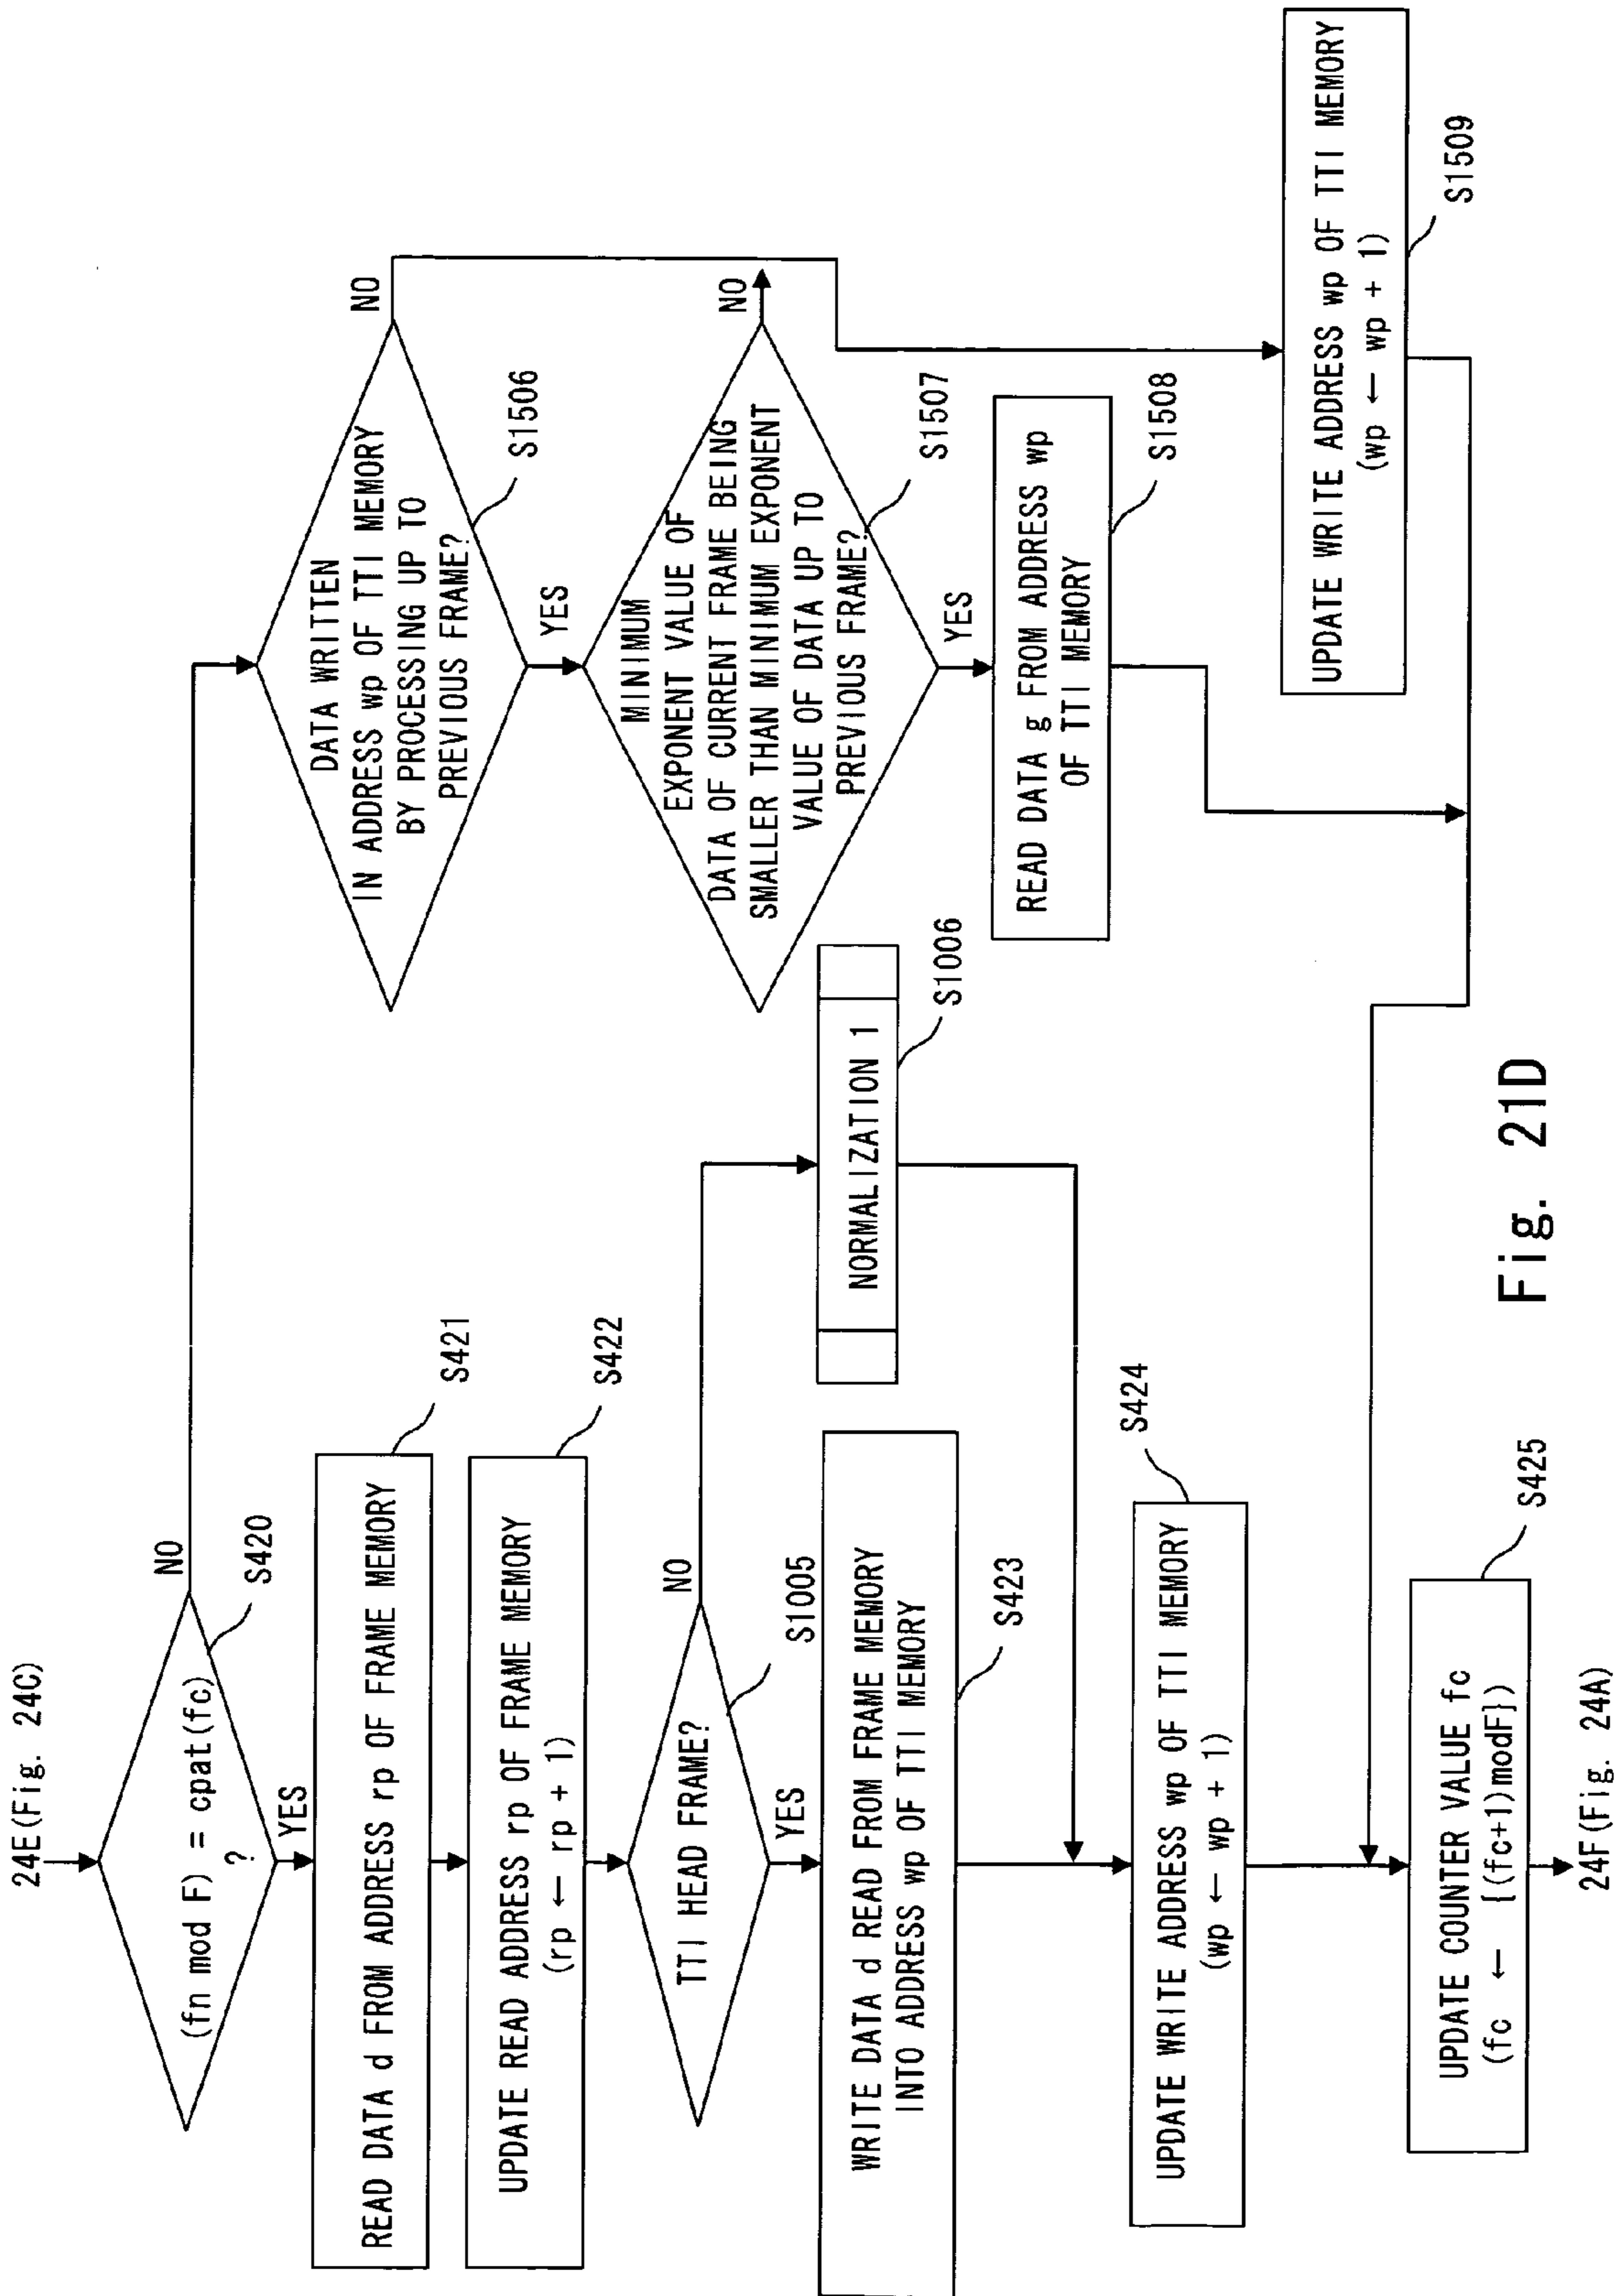 24E(Fig. 24C)
(fn mod F) = cpat(fc)
?
NO
S420
YES
READ DATA d FROM ADDRESS rp OF FRAME MEMORY
S421
UPDATE READ ADDRESS rp OF FRAME MEMORY
(rp ← rp + 1)
S422
TTI HEAD FRAME?
NO
S1005
YES
WRITE DATA d READ FROM FRAME MEMORY
INTO ADDRESS wp OF TTI MEMORY
S423
NORMALIZATION 1
S1006
UPDATE WRITE ADDRESS wp OF TTI MEMORY
(wp ← wp + 1)
S424
UPDATE COUNTER VALUE fc
(fc ← {(fc+1)modF})
S425
24F(Fig. 24A)
DATA WRITTEN
IN ADDRESS wp OF TTI MEMORY
BY PROCESSING UP TO
PREVIOUS FRAME?
NO
S1506
YES
MINIMUM
EXPONENT VALUE OF
DATA OF CURRENT FRAME BEING
SMALLER THAN MINIMUM EXPONENT
VALUE OF DATA UP TO
PREVIOUS FRAME?
NO
S1507
YES
READ DATA g FROM ADDRESS wp
OF TTI MEMORY
S1508
UPDATE WRITE ADDRESS wp OF TTI MEMORY
(wp ← wp + 1)
S1509
Fig. 21D